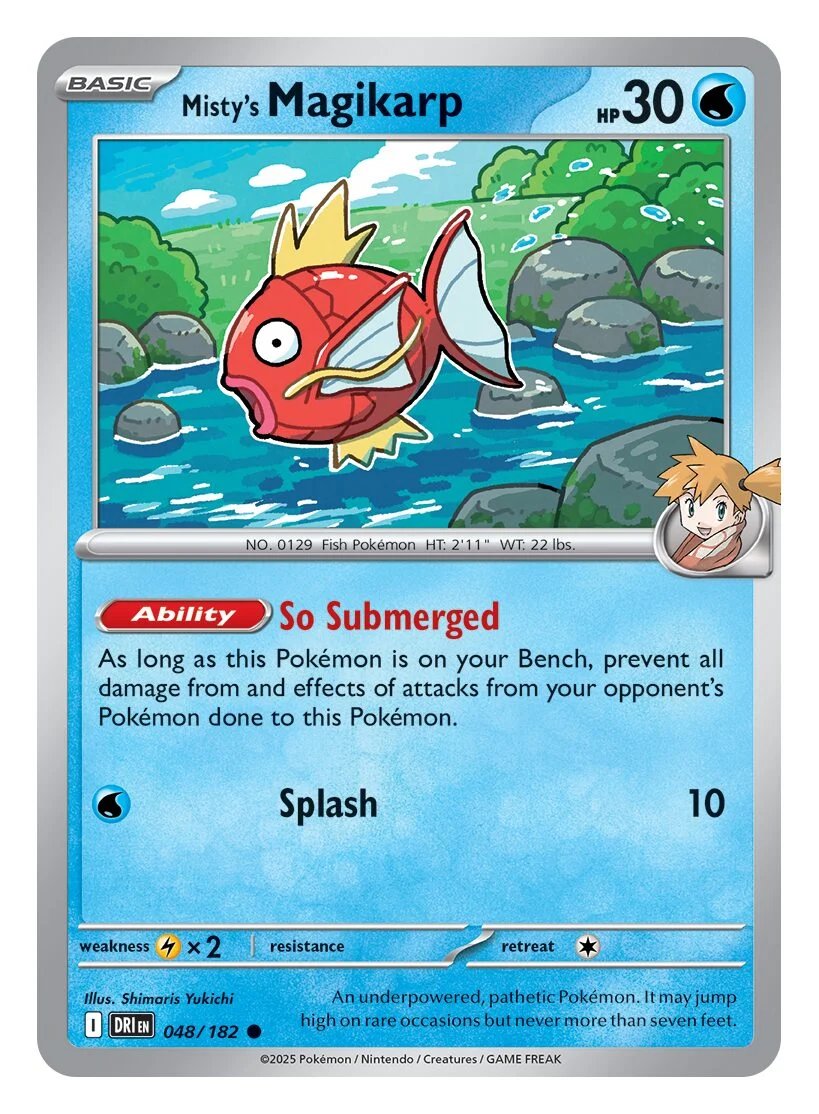 BASIC
Misty's Magikarp
HP 30
NO. 0129 Fish Pokémon HT: 2'11" WT: 22 lbs.
Ability So Submerged
As long as this Pokémon is on your Bench, prevent all
damage from and effects of attacks from your opponent's
Pokémon done to this Pokémon.
Splash 10
weakness ×2 resistance retreat
Illus. Shimaris Yukichi
An underpowered, pathetic Pokémon. It may jump
high on rare occasions but never more than seven feet.
I DRI EN 048/182
©2025 Pokémon / Nintendo / Creatures / GAME FREAK